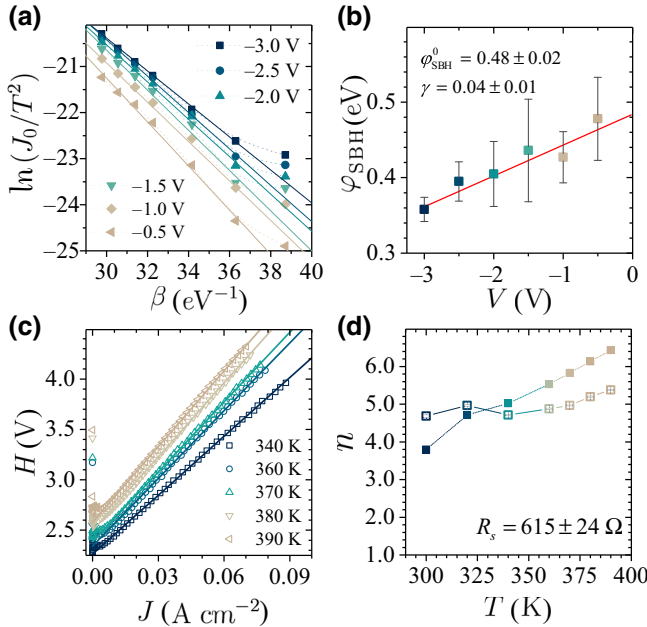 (a)
ln (J₀/T²)
−20
−21
−22
−23
−24
−25
−3.0 V
−2.5 V
−2.0 V
−1.5 V
−1.0 V
−0.5 V
30 32 34 36 38 40
β (eV⁻¹)
(b)
φ⁰SBH = 0.48 ± 0.02
γ = 0.04 ± 0.01
φSBH (eV)
0.5
0.4
0.3
−3 −2 −1 0
V (V)
(c)
H (V)
4.0
3.5
3.0
2.5
340 K
360 K
370 K
380 K
390 K
0.00 0.03 0.06 0.09
J (A cm⁻²)
(d)
n
6.0
5.0
4.0
3.0
2.0
1.0
Rₛ = 615 ± 24 Ω
300 325 350 375 400
T (K)